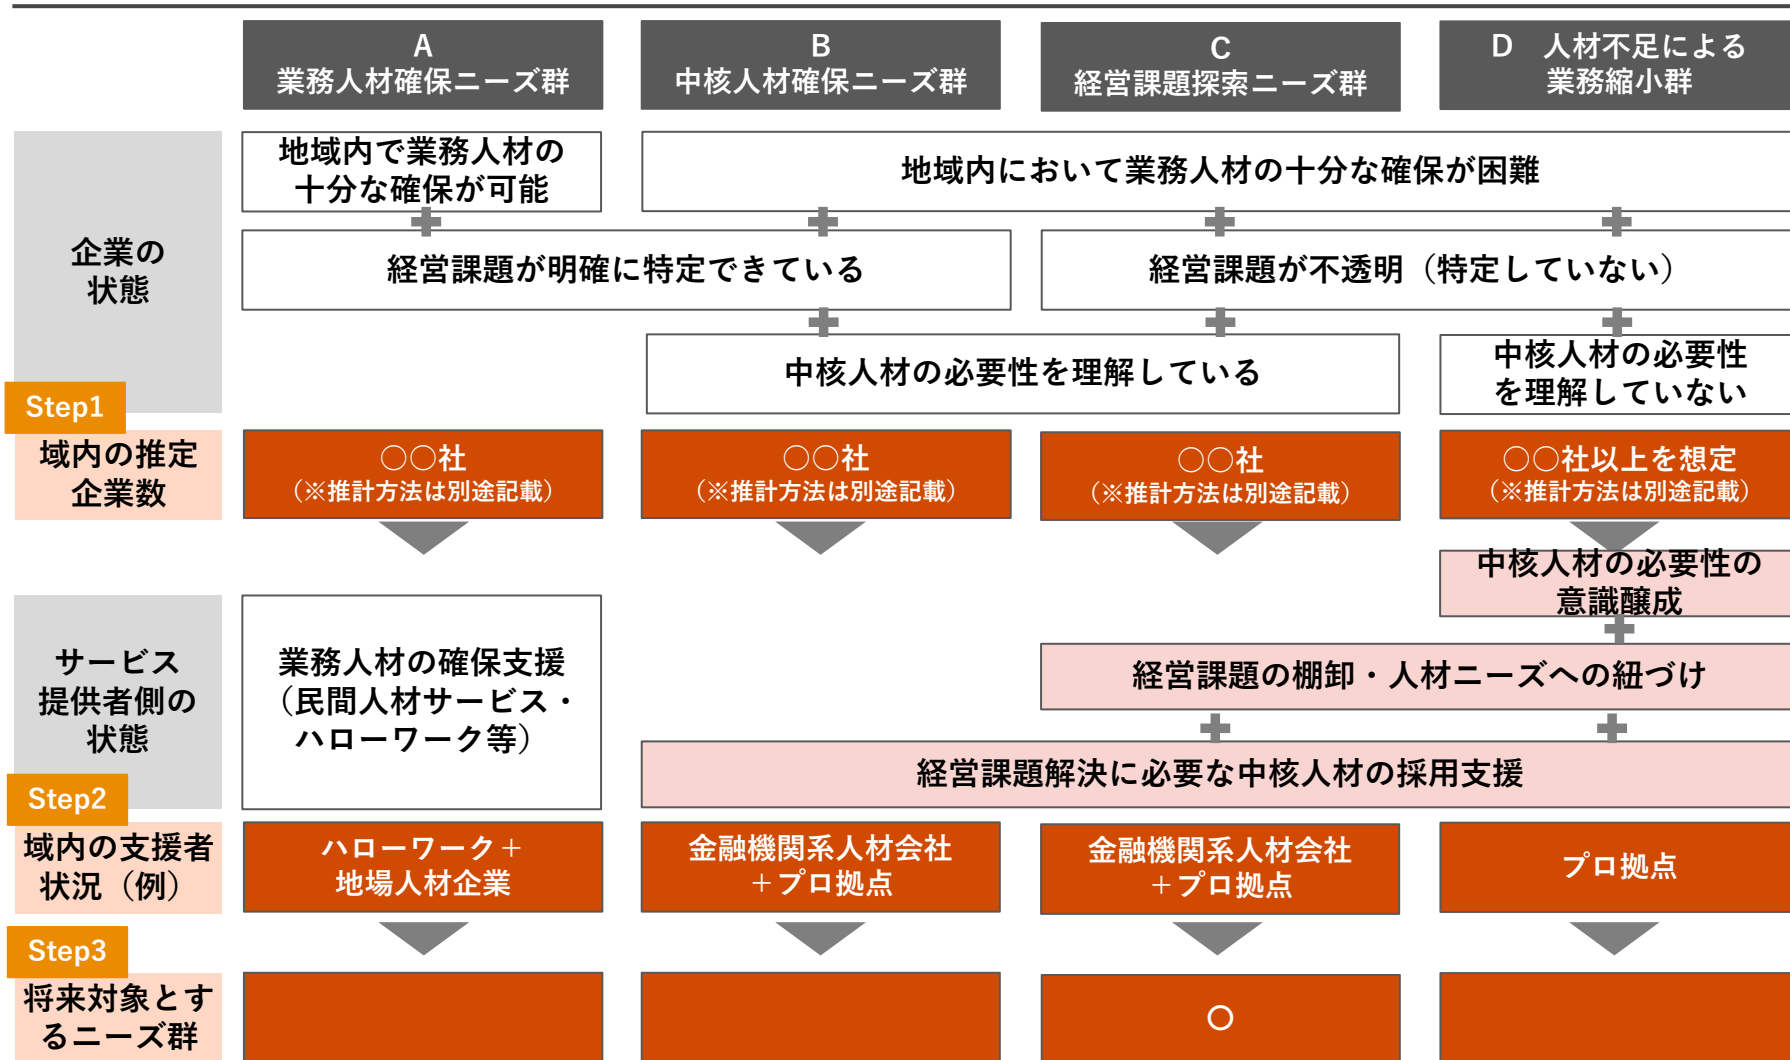 A
業務人材確保ニーズ群
B
中核人材確保ニーズ群
C
経営課題探索ニーズ群
D　人材不足による
業務縮小群
企業の
状態
地域内で業務人材の
十分な確保が可能
地域内において業務人材の十分な確保が困難
経営課題が明確に特定できている
経営課題が不透明（特定していない）
中核人材の必要性を理解している
中核人材の必要性
を理解していない
Step1
域内の推定
企業数
○○社
（※推計方法は別途記載）
○○社
（※推計方法は別途記載）
○○社
（※推計方法は別途記載）
○○社以上を想定
（※推計方法は別途記載）
サービス
提供者側の
状態
業務人材の確保支援
（民間人材サービス・
ハローワーク等）
中核人材の必要性の
意識醸成
経営課題の棚卸・人材ニーズへの紐づけ
経営課題解決に必要な中核人材の採用支援
Step2
域内の支援者
状況（例）
ハローワーク＋
地場人材企業
金融機関系人材会社
＋プロ拠点
金融機関系人材会社
＋プロ拠点
プロ拠点
Step3
将来対象とす
るニーズ群
○